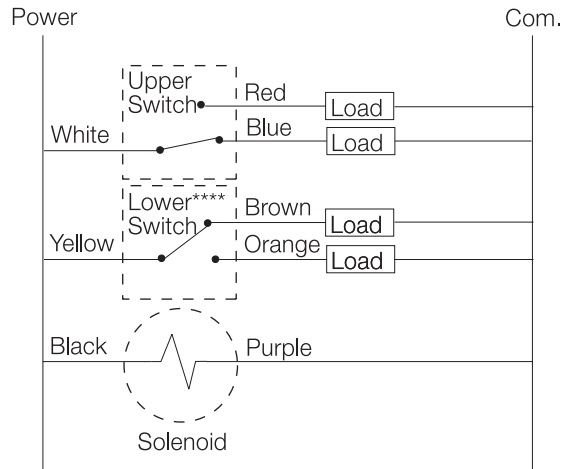 Power
Com.
Upper
Switch
Red
Load
White
Blue
Load
Lower****
Switch
Brown
Load
Yellow
Orange
Load
Black
Purple
Solenoid